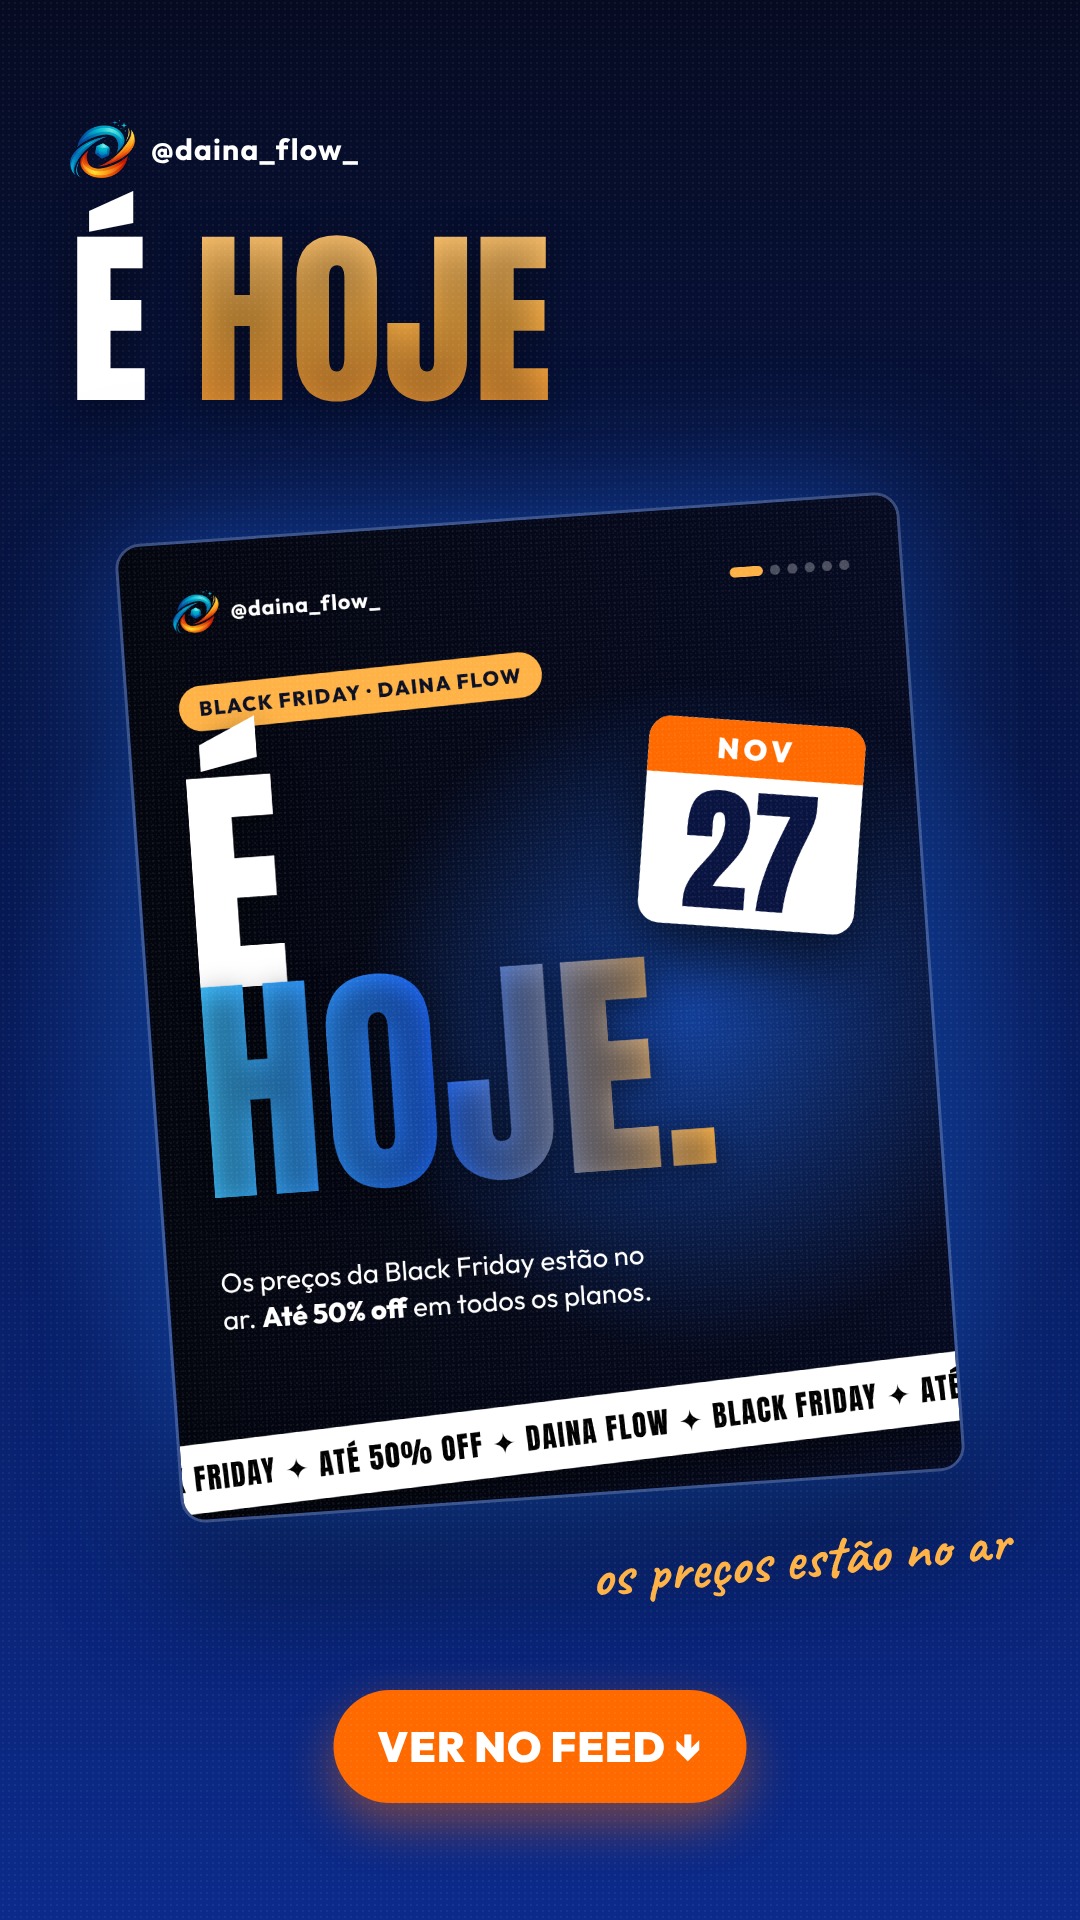 @daina_flow_
É HOJE
@daina_flow_
BLACK FRIDAY · DAINA FLOW
NOV
27
É
HOJE.
Os preços da Black Friday estão no
ar. Até 50% off em todos os planos.
FRIDAY ✦ ATÉ 50% OFF ✦ DAINA FLOW ✦ BLACK FRIDAY ✦ ATÉ
os preços estão no ar
VER NO FEED ↓